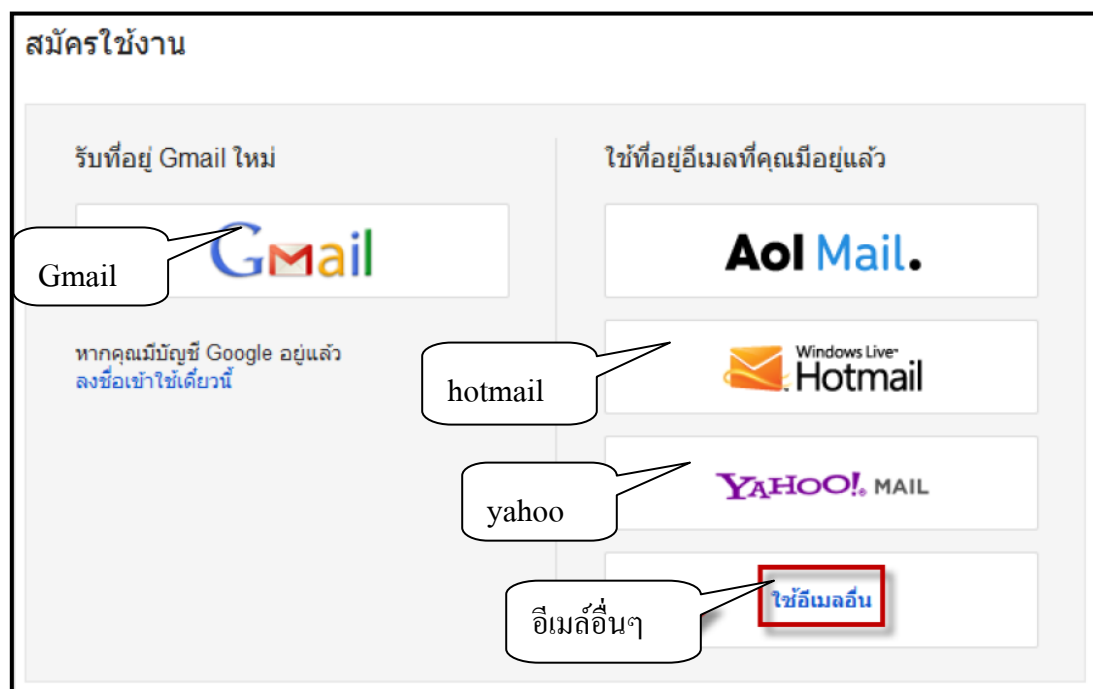 สมัครใช้งาน
รับที่อยู่ Gmail ใหม่
Gmail
Gmail
หากคุณมีบัญชี Google อยู่แล้ว
ลงชื่อเข้าใช้เดี๋ยวนี้
ใช้ที่อยู่อีเมลที่คุณมีอยู่แล้ว
Aol Mail.
hotmail
Windows Live™
Hotmail
yahoo
YAHOO! MAIL
อีเมล์อื่นๆ
ใช้อีเมลอื่น